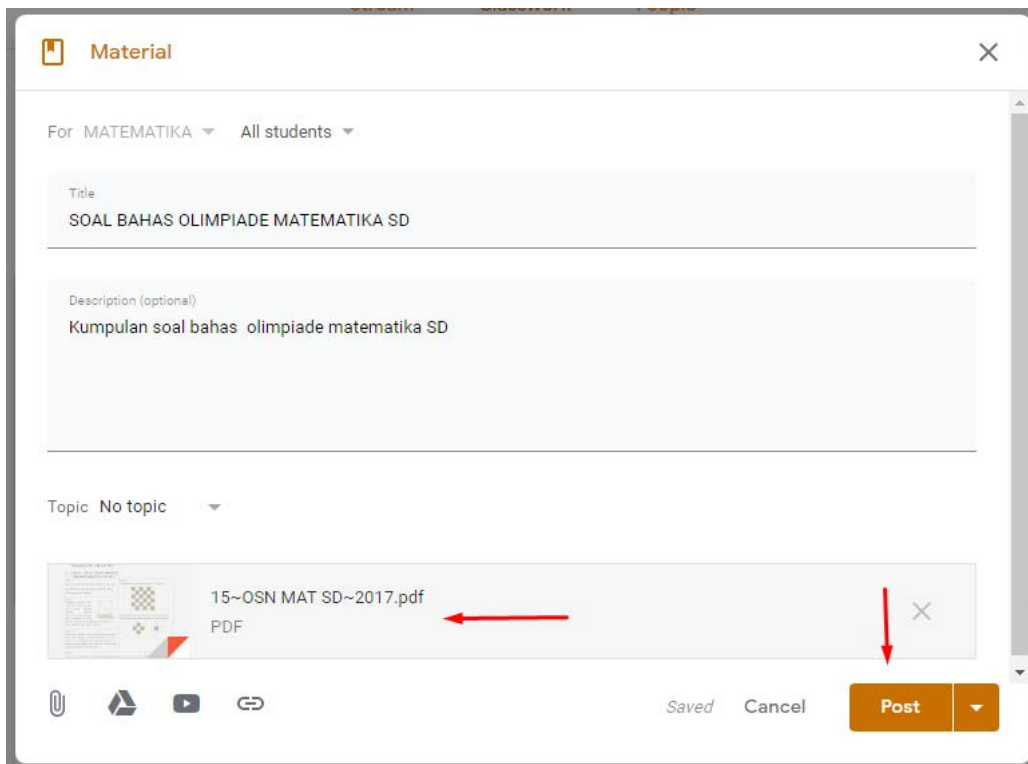 Material
For MATEMATIKA All students
Title
SOAL BAHAS OLIMPIADE MATEMATIKA SD
Description (optional)
Kumpulan soal bahas  olimpiade matematika SD
Topic No topic
15~OSN MAT SD~2017.pdf
PDF
Saved Cancel Post